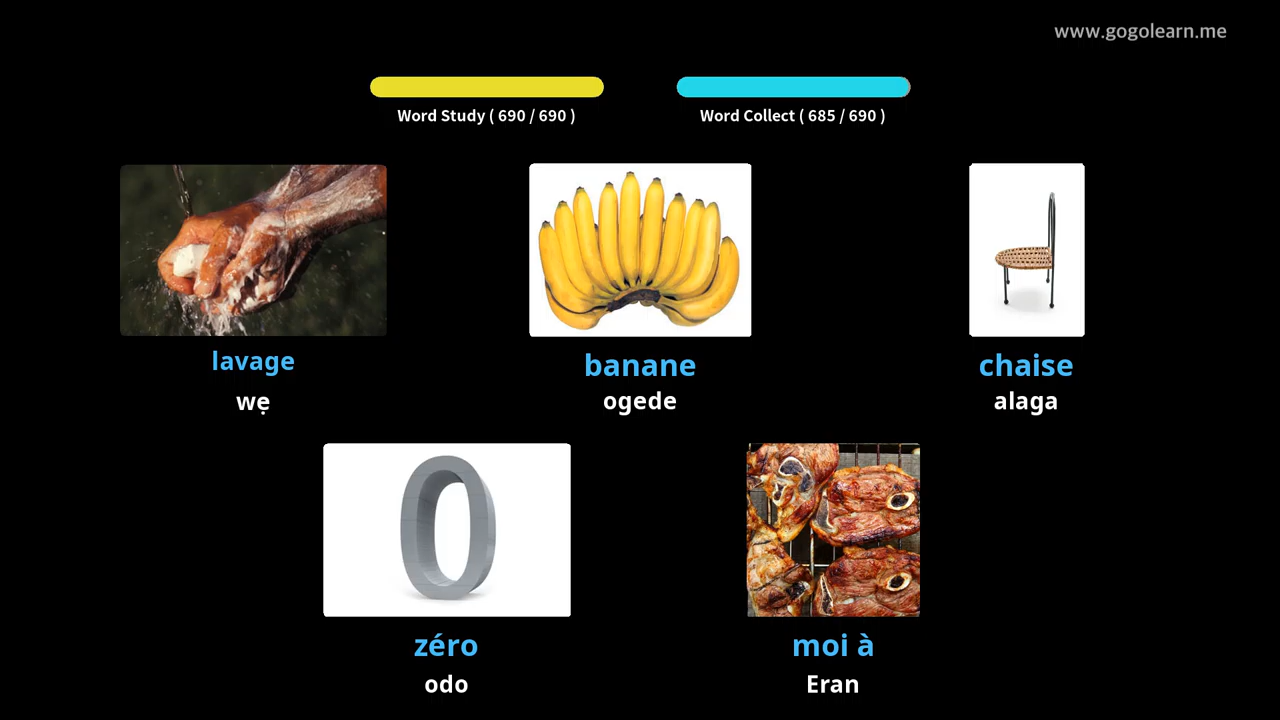 www.gogolearn.me
Word Study ( 690 / 690 )
Word Collect ( 685 / 690 )
lavage
wẹ
banane
ogede
chaise
alaga
zéro
odo
moi à
Eran